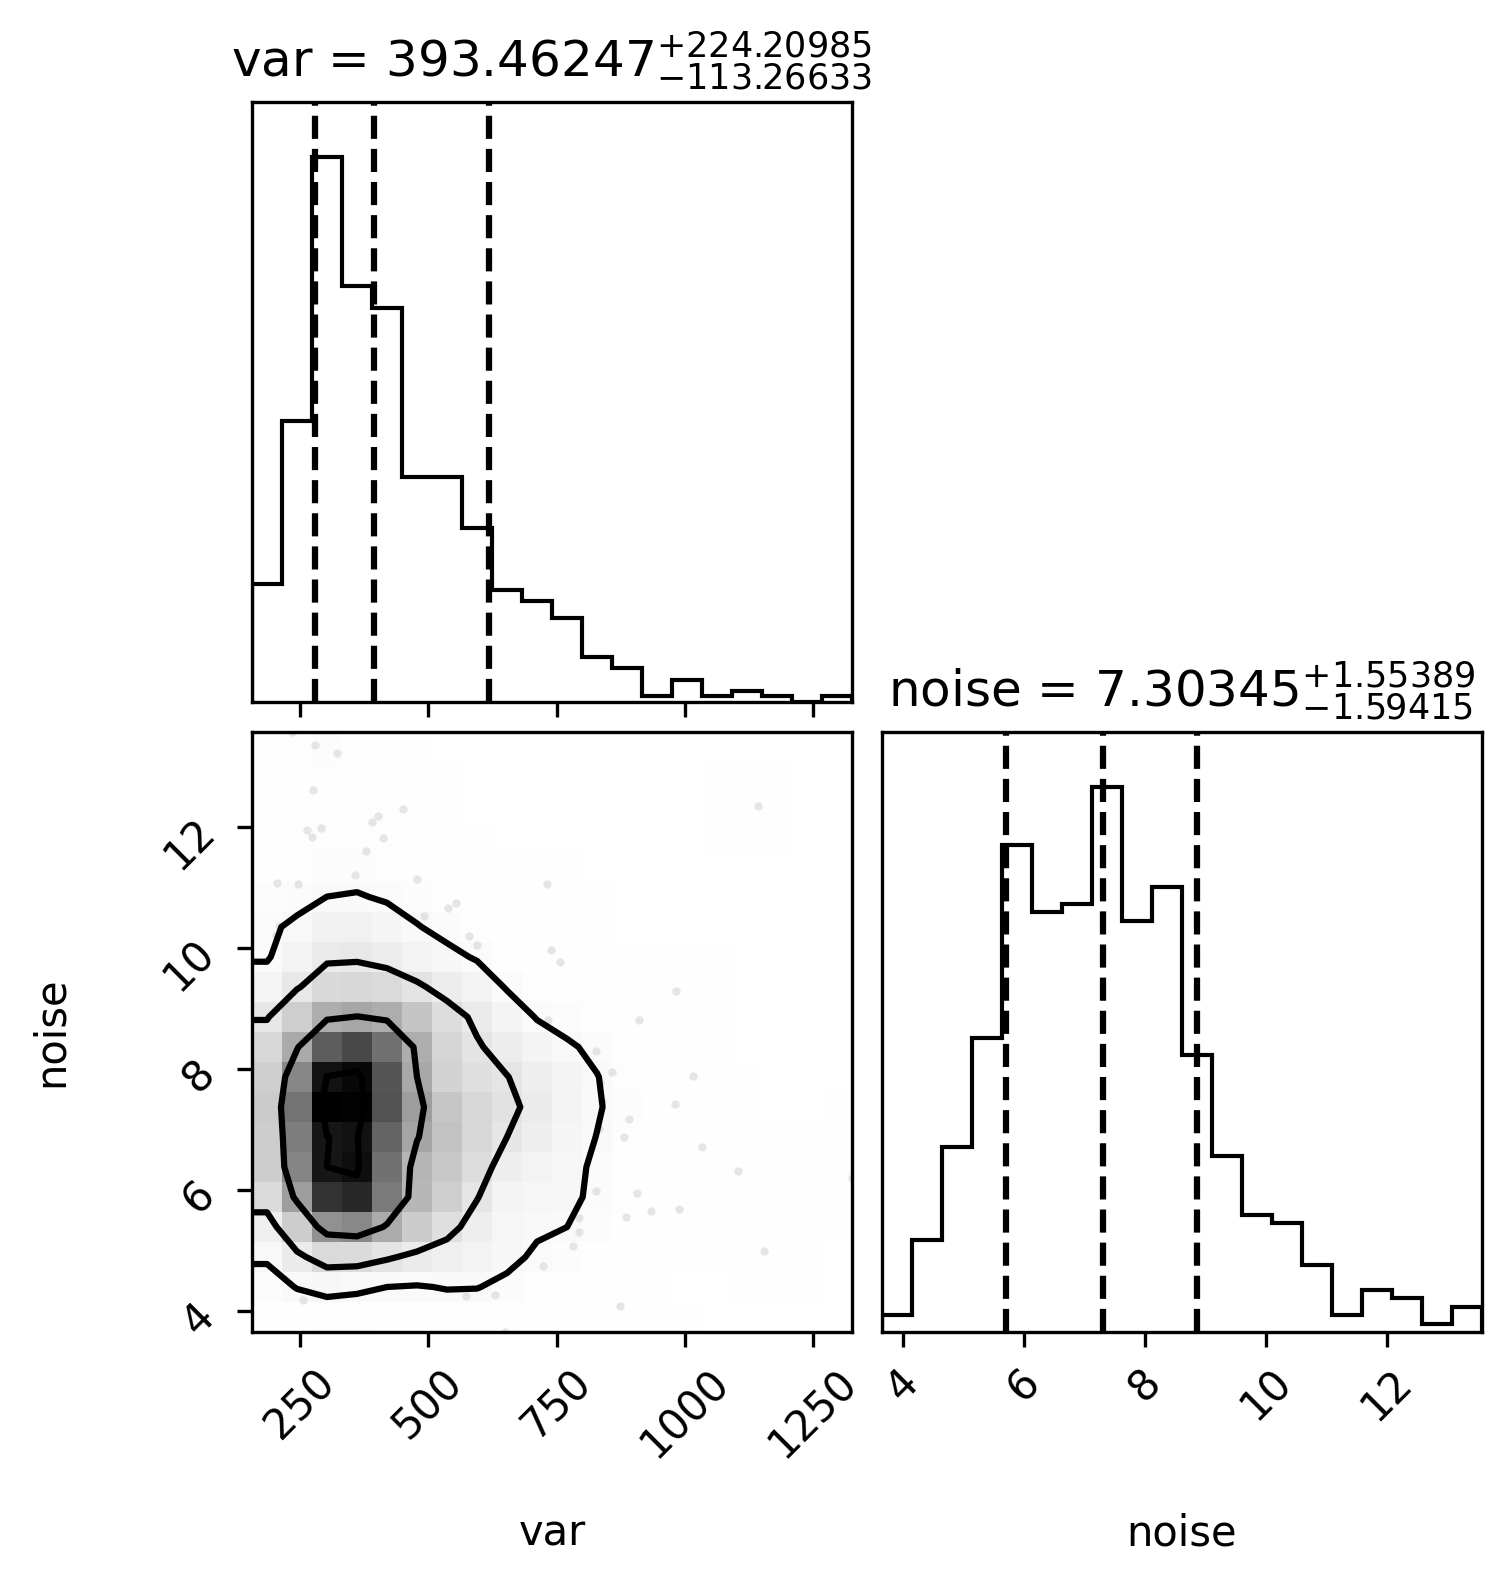 var = 393.46247+224.20985−113.26633
noise = 7.30345+1.55389−1.59415
noise
12
10
8
6
4
250 500 750 1000 1250
4 6 8 10 12
var
noise